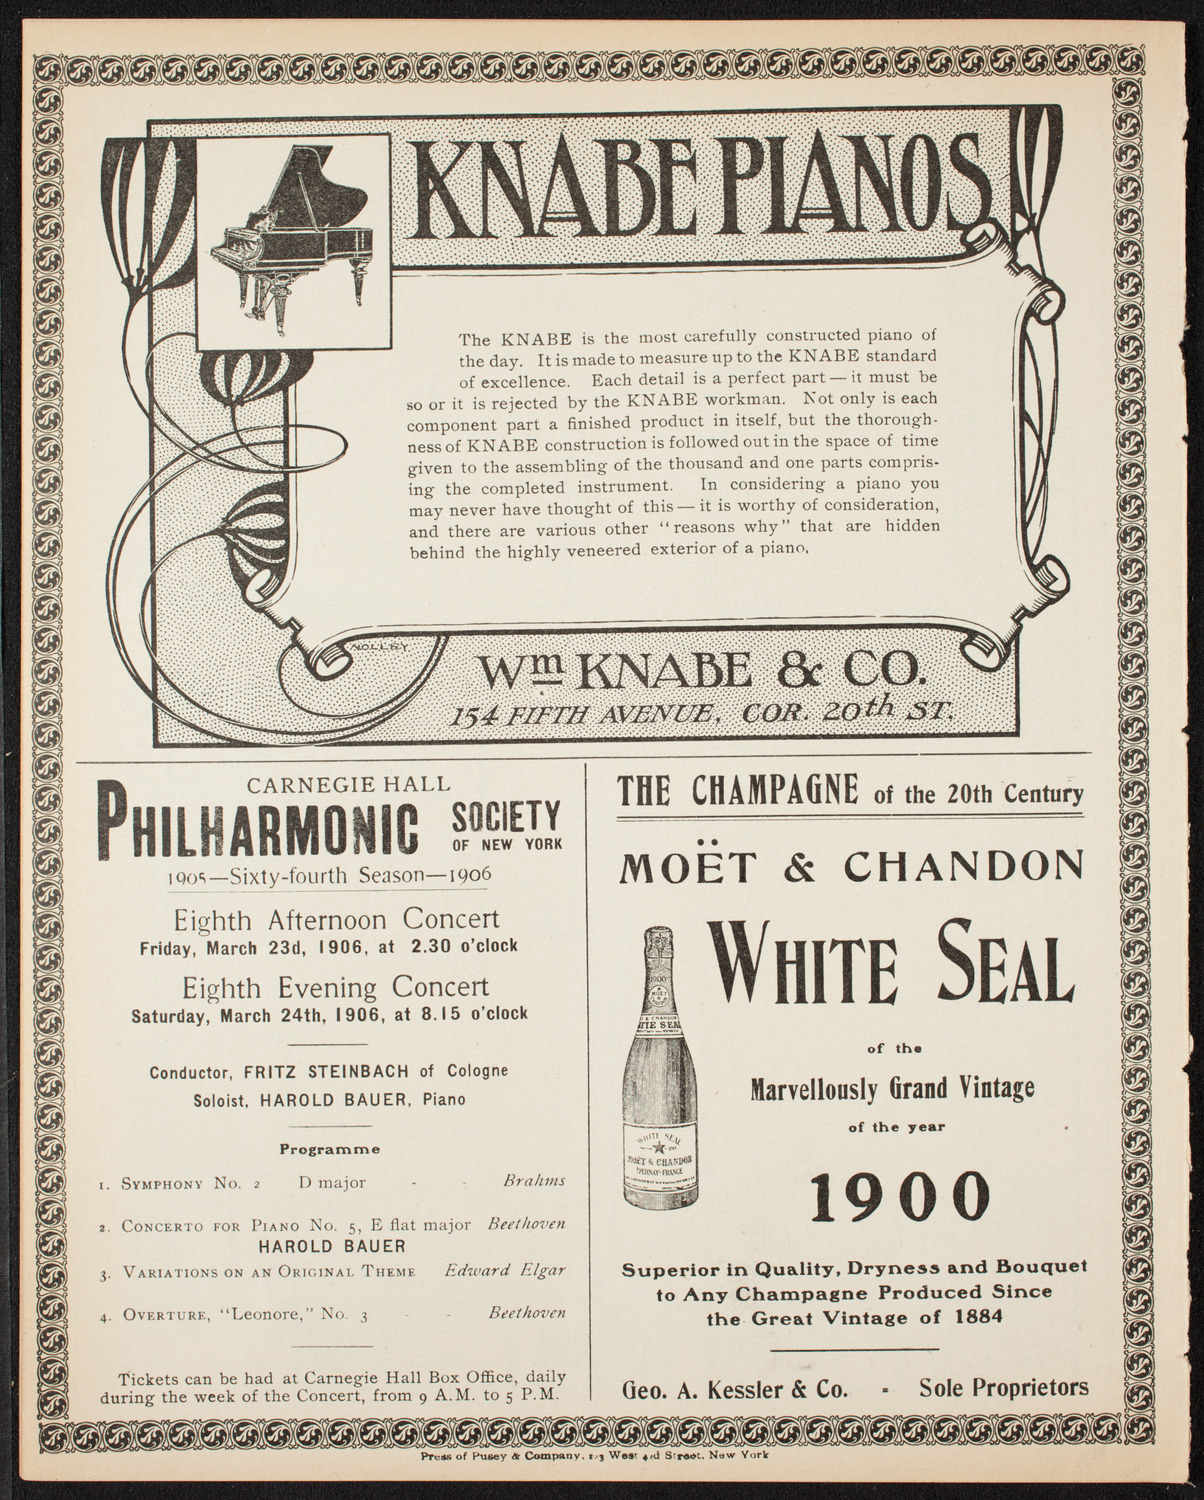 KNABE PIANOS
The KNABE is the most carefully constructed piano of
the day. It is made to measure up to the KNABE standard
of excellence. Each detail is a perfect part — it must be
so or it is rejected by the KNABE workman. Not only is each
component part a finished product in itself, but the thorough-
ness of KNABE construction is followed out in the space of time
given to the assembling of the thousand and one parts compris-
ing the completed instrument. In considering a piano you
may never have thought of this — it is worthy of consideration,
and there are various other "reasons why" that are hidden
behind the highly veneered exterior of a piano.
NOLLEY
Wm KNABE & CO.
154 FIFTH AVENUE, COR. 20th ST.
CARNEGIE HALL
PHILHARMONIC SOCIETY
OF NEW YORK
1905—Sixty-fourth Season—1906
Eighth Afternoon Concert
Friday, March 23d, 1906, at 2.30 o'clock
Eighth Evening Concert
Saturday, March 24th, 1906, at 8.15 o'clock
Conductor, FRITZ STEINBACH of Cologne
Soloist, HAROLD BAUER, Piano
Programme
1. SYMPHONY NO. 2 D major - - Brahms
2. CONCERTO FOR PIANO NO. 5, E flat major Beethoven
HAROLD BAUER
3. VARIATIONS ON AN ORIGINAL THEME Edward Elgar
4. OVERTURE, "Leonore," NO. 3 - - Beethoven
Tickets can be had at Carnegie Hall Box Office, daily
during the week of the Concert, from 9 A.M. to 5 P.M.
THE CHAMPAGNE of the 20th Century
MOËT & CHANDON
WHITE SEAL
1900
MOËT
& CHANDON
WHITE SEAL
MOËT & CHANDON
EPERNAY-FRANCE
of the
Marvellously Grand Vintage
of the year
1900
Superior in Quality, Dryness and Bouquet
to Any Champagne Produced Since
the Great Vintage of 1884
Geo. A. Kessler & Co. - Sole Proprietors
Press of Pusey & Company, West Street, New York